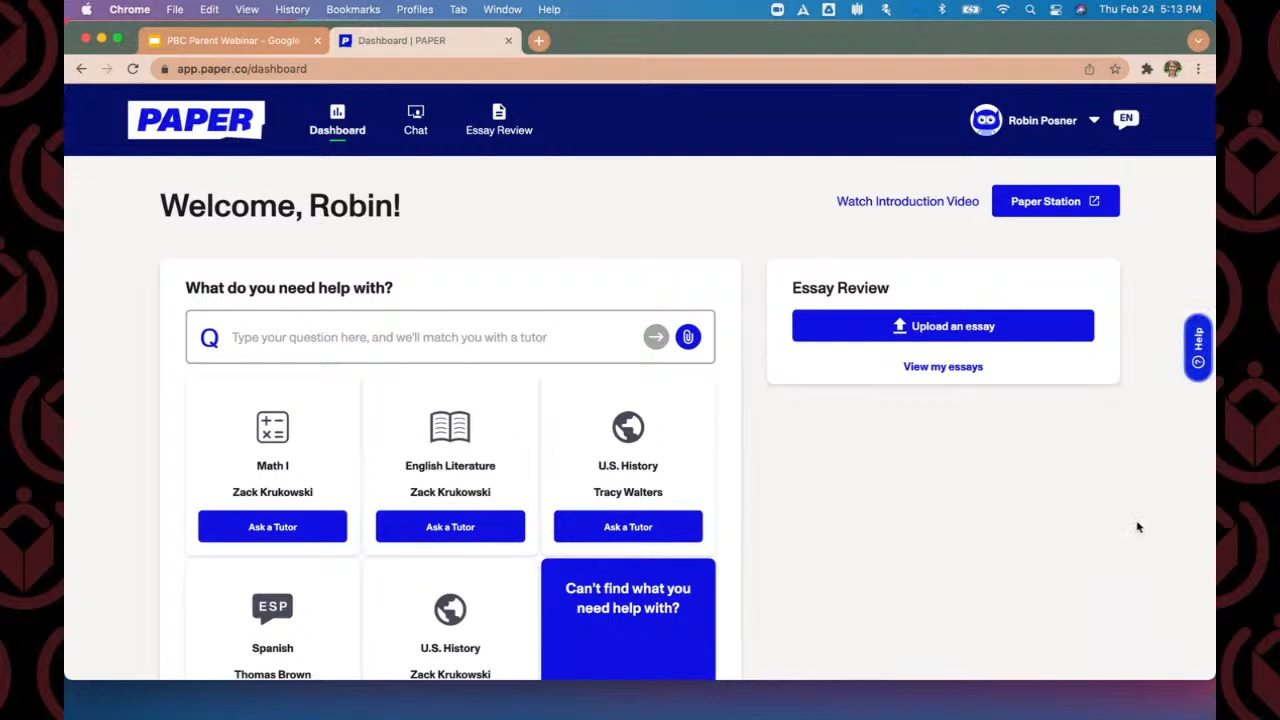 Chrome File Edit View History Bookmarks Profiles Tab Window Help Thu Feb 24 5:13 PM
PBC Parent Webinar - Google
Dashboard | PAPER
app.paper.co/dashboard
PAPER
Dashboard
Chat
Essay Review
Robin Posner
EN
Welcome, Robin!
Watch Introduction Video
Paper Station
What do you need help with?
Q Type your question here, and we'll match you with a tutor
Essay Review
Upload an essay
View my essays
Help
Math I
Zack Krukowski
Ask a Tutor
English Literature
Zack Krukowski
Ask a Tutor
U.S. History
Tracy Walters
Ask a Tutor
ESP
Spanish
Thomas Brown
U.S. History
Zack Krukowski
Can't find what you
need help with?